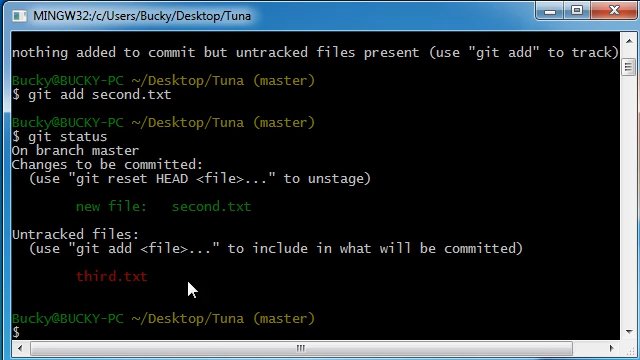 MINGW32:/c/Users/Bucky/Desktop/Tuna
nothing added to commit but untracked files present (use "git add" to track)
Bucky@BUCKY-PC ~/Desktop/Tuna (master)
$ git add second.txt
Bucky@BUCKY-PC ~/Desktop/Tuna (master)
$ git status
On branch master
Changes to be committed:
(use "git reset HEAD <file>..." to unstage)
new file: second.txt
Untracked files:
(use "git add <file>..." to include in what will be committed)
third.txt
Bucky@BUCKY-PC ~/Desktop/Tuna (master)
$